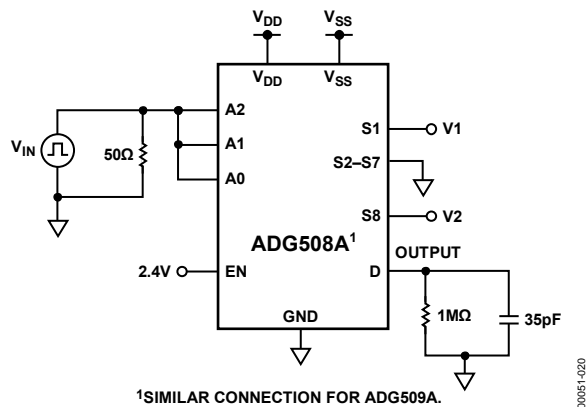 VDD VSS
VDD VSS
A2
S1 V1
VIN 50Ω A1
S2–S7
A0
S8 V2
ADG508A1
OUTPUT
2.4V EN D
1MΩ 35pF
GND
1SIMILAR CONNECTION FOR ADG509A.
00051-020